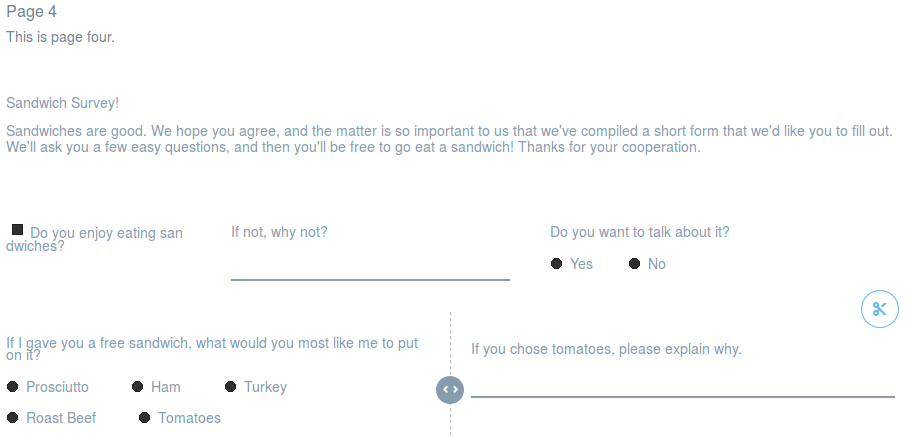 Page 4
This is page four.
Sandwich Survey!
Sandwiches are good. We hope you agree, and the matter is so important to us that we've compiled a short form that we'd like you to fill out.
We'll ask you a few easy questions, and then you'll be free to go eat a sandwich! Thanks for your cooperation.
Do you enjoy eating san
dwiches?
If not, why not?
Do you want to talk about it?
Yes No
If I gave you a free sandwich, what would you most like me to put
on it?
Prosciutto Ham Turkey
Roast Beef Tomatoes
If you chose tomatoes, please explain why.